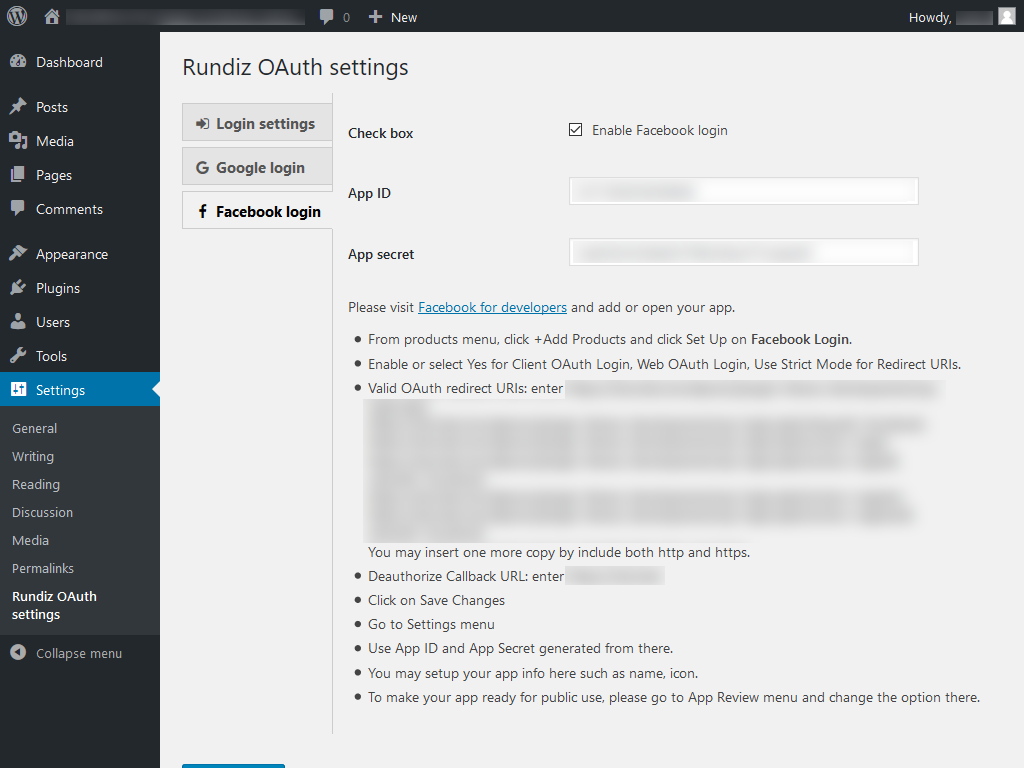 0
New
Howdy,
Dashboard
Posts
Media
Pages
Comments
Appearance
Plugins
Users
Tools
Settings
General
Writing
Reading
Discussion
Media
Permalinks
Rundiz OAuth
settings
Collapse menu
Rundiz OAuth settings
Login settings
Google login
Facebook login
Check box
Enable Facebook login
App ID
App secret
Please visit Facebook for developers and add or open your app.
From products menu, click +Add Products and click Set Up on Facebook Login.
Enable or select Yes for Client OAuth Login, Web OAuth Login, Use Strict Mode for Redirect URIs.
Valid OAuth redirect URIs: enter
You may insert one more copy by include both http and https.
Deauthorize Callback URL: enter
Click on Save Changes
Go to Settings menu
Use App ID and App Secret generated from there.
You may setup your app info here such as name, icon.
To make your app ready for public use, please go to App Review menu and change the option there.